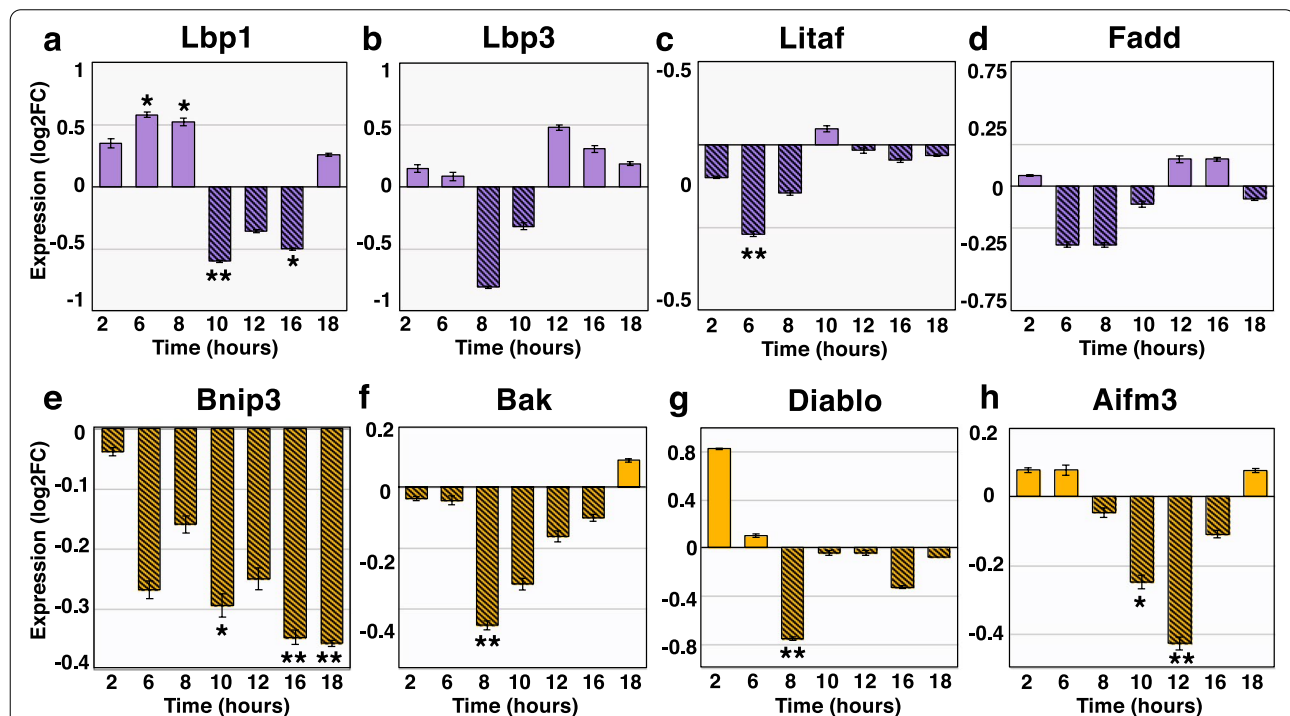 a Lbp1 b Lbp3 c Litaf d Fadd
Expression (log2FC)
1
0.5
0
-0.5
-1
* * ** *
2 6 8 10 12 16 18
Time (hours)
1
0.5
0
-0.5
-1
2 6 8 10 12 16 18
Time (hours)
-0.5
0
-0.5
**
2 6 8 10 12 16 18
Time (hours)
0.75
0.25
0
-0.25
-0.75
2 6 8 10 12 16 18
Time (hours)
e Bnip3 f Bak g Diablo h Aifm3
Expression (log2FC)
0
-0.1
-0.2
-0.3
-0.4
* ** **
2 6 8 10 12 16 18
Time (hours)
0.2
0
-0.2
-0.4
**
2 6 8 10 12 16 18
Time (hours)
0.8
0.4
0
-0.4
-0.8
**
2 6 8 10 12 16 18
Time (hours)
0.2
0
-0.2
-0.4
* **
2 6 8 10 12 16 18
Time (hours)